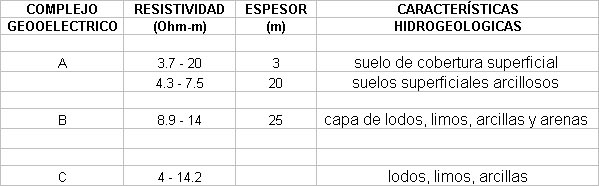 COMPLEJO RESISTIVIDAD ESPESOR CARACTERÍSTICAS
GEOOELECTRICO (Ohm-m) (m) HIDROGEOLOGICAS
A 3.7 - 20 3 suelo de cobertura superficial
4.3 - 7.5 20 suelos superficiales arcillosos
B 8.9 - 14 25 capa de lodos, limos, arcillas y arenas
C 4 - 14.2 lodos, limos, arcillas